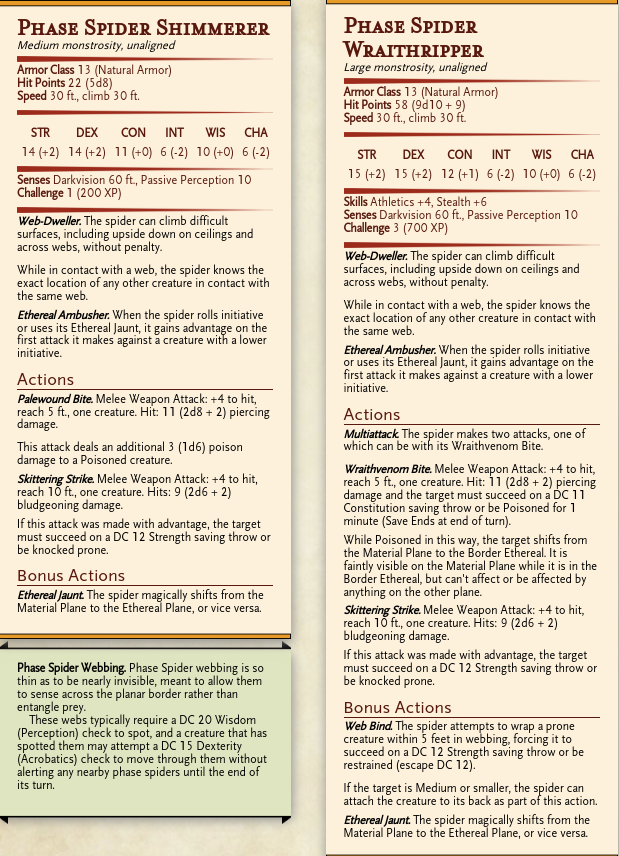 Phase Spider Shimmerer
Medium monstrosity, unaligned
Armor Class 13 (Natural Armor)
Hit Points 22 (5d8)
Speed 30 ft., climb 30 ft.
STR DEX CON INT WIS CHA
14 (+2) 14 (+2) 11 (+0) 6 (-2) 10 (+0) 6 (-2)
Senses Darkvision 60 ft., Passive Perception 10
Challenge 1 (200 XP)
Web-Dweller. The spider can climb difficult
surfaces, including upside down on ceilings and
across webs, without penalty.
While in contact with a web, the spider knows the
exact location of any other creature in contact with
the same web.
Ethereal Ambusher. When the spider rolls initiative
or uses its Ethereal Jaunt, it gains advantage on the
first attack it makes against a creature with a lower
initiative.
Actions
Palewound Bite. Melee Weapon Attack: +4 to hit,
reach 5 ft., one creature. Hit: 11 (2d8 + 2) piercing
damage.
This attack deals an additional 3 (1d6) poison
damage to a Poisoned creature.
Skittering Strike. Melee Weapon Attack: +4 to hit,
reach 10 ft., one creature. Hits: 9 (2d6 + 2)
bludgeoning damage.
If this attack was made with advantage, the target
must succeed on a DC 12 Strength saving throw or
be knocked prone.
Bonus Actions
Ethereal Jaunt. The spider magically shifts from the
Material Plane to the Ethereal Plane, or vice versa.
Phase Spider Webbing. Phase Spider webbing is so
thin as to be nearly invisible, meant to allow them
to sense across the planar border rather than
entangle prey.
These webs typically require a DC 20 Wisdom
(Perception) check to spot, and a creature that has
spotted them may attempt a DC 15 Dexterity
(Acrobatics) check to move through them without
alerting any nearby phase spiders until the end of
its turn.
Phase Spider
Wraithripper
Large monstrosity, unaligned
Armor Class 13 (Natural Armor)
Hit Points 58 (9d10 + 9)
Speed 30 ft., climb 30 ft.
STR DEX CON INT WIS CHA
15 (+2) 15 (+2) 12 (+1) 6 (-2) 10 (+0) 6 (-2)
Skills Athletics +4, Stealth +6
Senses Darkvision 60 ft., Passive Perception 10
Challenge 3 (700 XP)
Web-Dweller. The spider can climb difficult
surfaces, including upside down on ceilings and
across webs, without penalty.
While in contact with a web, the spider knows the
exact location of any other creature in contact with
the same web.
Ethereal Ambusher. When the spider rolls initiative
or uses its Ethereal Jaunt, it gains advantage on the
first attack it makes against a creature with a lower
initiative.
Actions
Multiattack. The spider makes two attacks, one of
which can be with its Wraithvenom Bite.
Wraithvenom Bite. Melee Weapon Attack: +4 to hit,
reach 5 ft., one creature. Hit: 11 (2d8 + 2) piercing
damage and the target must succeed on a DC 11
Constitution saving throw or be Poisoned for 1
minute (Save Ends at end of turn).
While Poisoned in this way, the target shifts from
the Material Plane to the Border Ethereal. It is
faintly visible on the Material Plane while it is in the
Border Ethereal, but can't affect or be affected by
anything on the other plane.
Skittering Strike. Melee Weapon Attack: +4 to hit,
reach 10 ft., one creature. Hits: 9 (2d6 + 2)
bludgeoning damage.
If this attack was made with advantage, the target
must succeed on a DC 12 Strength saving throw or
be knocked prone.
Bonus Actions
Web Bind. The spider attempts to wrap a prone
creature within 5 feet in webbing, forcing it to
succeed on a DC 12 Strength saving throw or be
restrained (escape DC 12).
If the target is Medium or smaller, the spider can
attach the creature to its back as part of this action.
Ethereal Jaunt. The spider magically shifts from the
Material Plane to the Ethereal Plane, or vice versa.